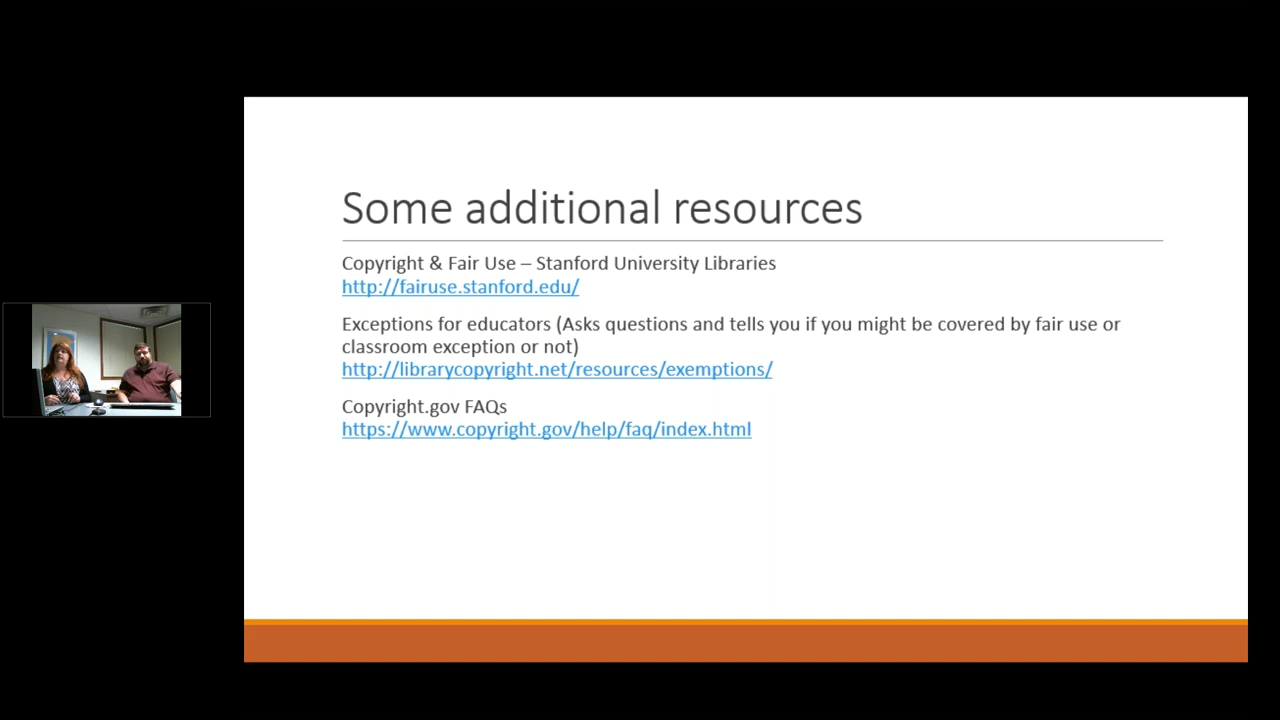 Some additional resources
Copyright & Fair Use – Stanford University Libraries
http://fairuse.stanford.edu/
Exceptions for educators (Asks questions and tells you if you might be covered by fair use or
classroom exception or not)
http://librarycopyright.net/resources/exemptions/
Copyright.gov FAQs
https://www.copyright.gov/help/faq/index.html